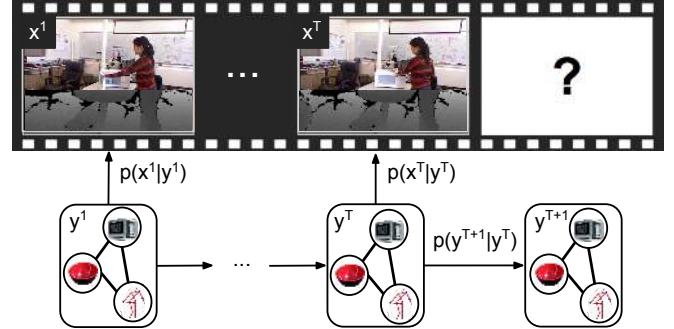 x¹
...
xᵀ
?
p(x¹|y¹)
p(xᵀ|yᵀ)
y¹
...
yᵀ
p(yᵀ⁺¹|yᵀ)
yᵀ⁺¹